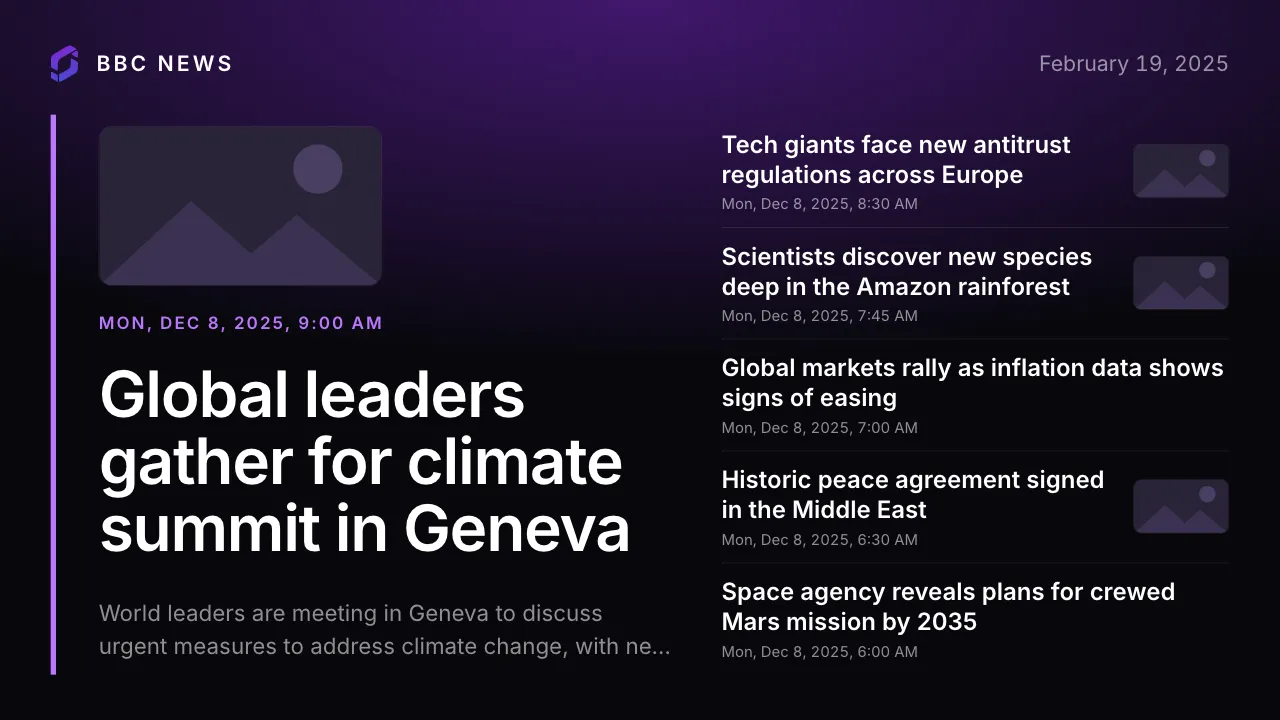 BBC NEWS
February 19, 2025
MON, DEC 8, 2025, 9:00 AM
Global leaders
gather for climate
summit in Geneva
World leaders are meeting in Geneva to discuss
urgent measures to address climate change, with ne...
Tech giants face new antitrust
regulations across Europe
Mon, Dec 8, 2025, 8:30 AM
Scientists discover new species
deep in the Amazon rainforest
Mon, Dec 8, 2025, 7:45 AM
Global markets rally as inflation data shows
signs of easing
Mon, Dec 8, 2025, 7:00 AM
Historic peace agreement signed
in the Middle East
Mon, Dec 8, 2025, 6:30 AM
Space agency reveals plans for crewed
Mars mission by 2035
Mon, Dec 8, 2025, 6:00 AM